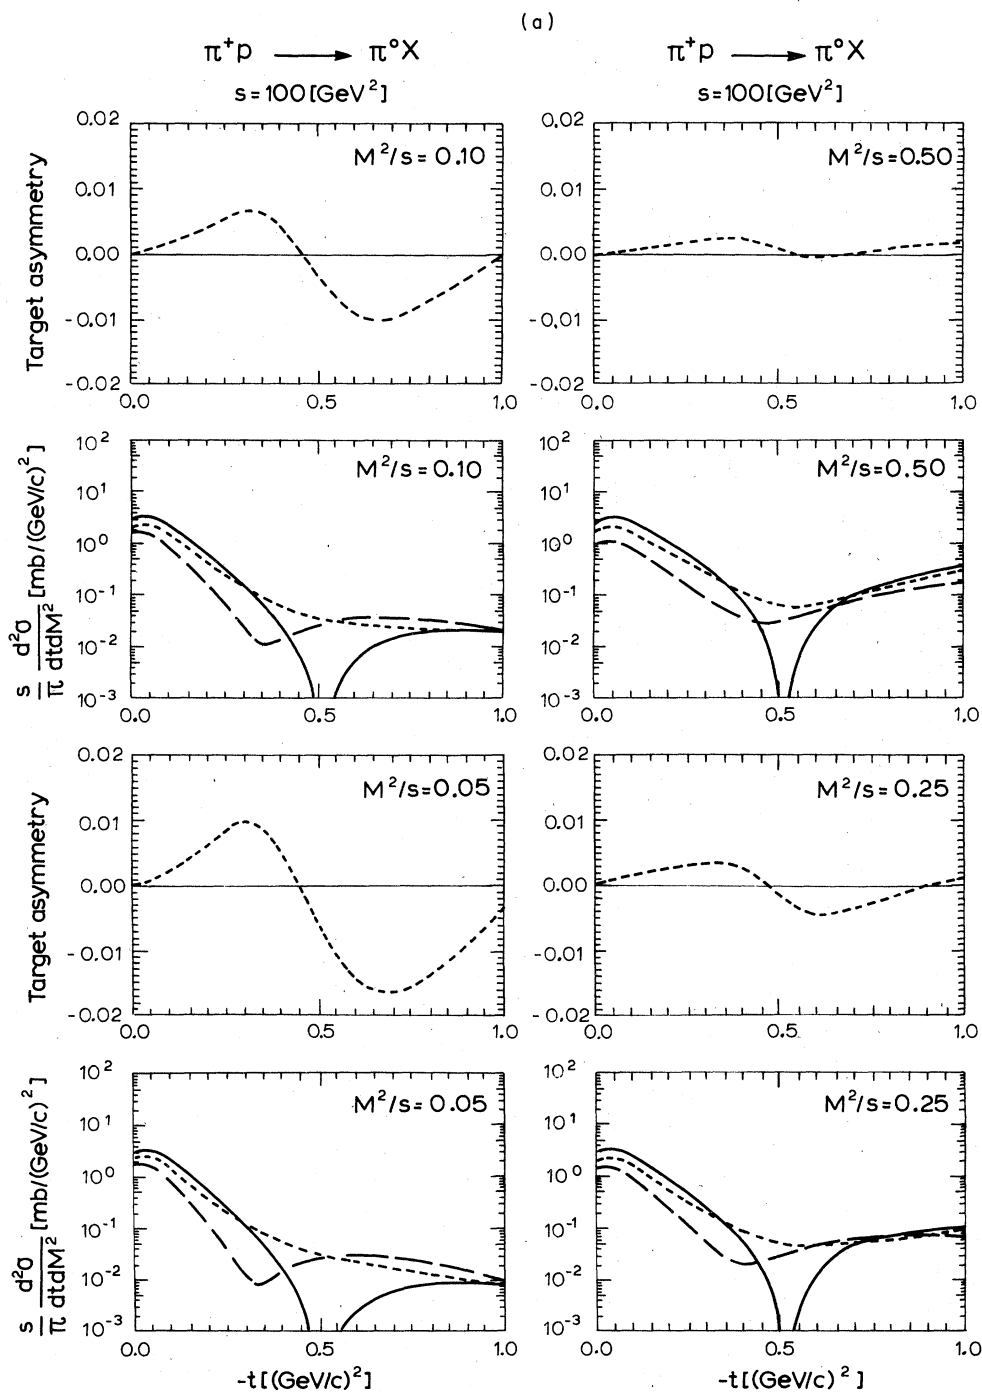 (a)
π⁺p ⟶ π°X
π⁺p ⟶ π°X
s=100[GeV²]
s=100[GeV²]
Target asymmetry
0.02
0.01
0.00
-0.01
-0.02
M²/s=0.10
0.0 0.5 1.0
0.02
0.01
0.00
-0.01
-0.02
M²/s=0.50
0.0 0.5 1.0
s/π d²σ/dtdM² [mb/(GeV/c)²]
10²
10¹
10⁰
10⁻¹
10⁻²
10⁻³
M²/s=0.10
0.0 0.5 1.0
10²
10¹
10⁰
10⁻¹
10⁻²
10⁻³
M²/s=0.50
0.0 0.5 1.0
Target asymmetry
0.02
0.01
0.00
-0.01
-0.02
M²/s=0.05
0.0 0.5 1.0
0.02
0.01
0.00
-0.01
-0.02
M²/s=0.25
0.0 0.5 1.0
s/π d²σ/dtdM² [mb/(GeV/c)²]
10²
10¹
10⁰
10⁻¹
10⁻²
10⁻³
M²/s=0.05
0.0 0.5 1.0
-t[(GeV/c)²]
10²
10¹
10⁰
10⁻¹
10⁻²
10⁻³
M²/s=0.25
0.0 0.5 1.0
-t[(GeV/c)²]